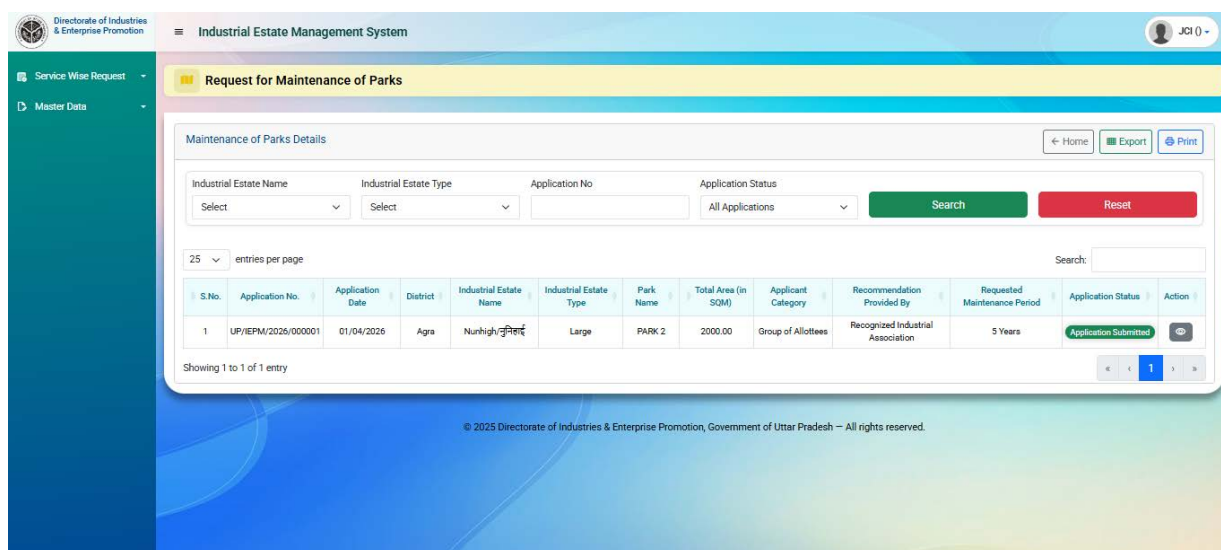 Directorate of Industries
& Enterprise Promotion
Industrial Estate Management System
JCI ()
Service Wise Request
Master Data
Request for Maintenance of Parks
Maintenance of Parks Details
Home
Export
Print
Industrial Estate Name
Industrial Estate Type
Application No
Application Status
Select
Select
All Applications
Search
Reset
25 entries per page
Search:
S.No. Application No. Application Date District Industrial Estate Name Industrial Estate Type Park Name Total Area (in SQM) Applicant Category Recommendation Provided By Requested Maintenance Period Application Status Action
1 UP/IEPM/2026/000001 01/04/2026 Agra Nunhigh/नुनिहाई Large PARK 2 2000.00 Group of Allottees Recognized Industrial Association 5 Years Application Submitted
Showing 1 to 1 of 1 entry
« ‹ 1 › »
© 2025 Directorate of Industries & Enterprise Promotion, Government of Uttar Pradesh — All rights reserved.